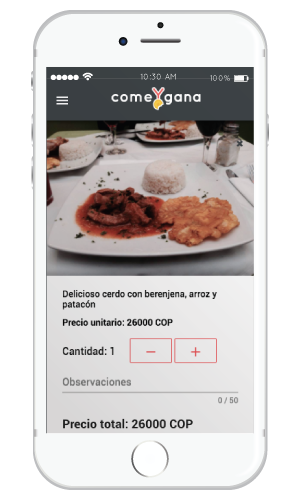 10:30 AM
100%
comeYgana
Delicioso cerdo con berenjena, arroz y
patacón
Precio unitario: 26000 COP
Cantidad: 1
− +
Observaciones
0 / 50
Precio total: 26000 COP